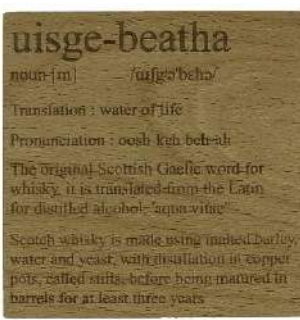 uisge-beatha
noun [m]
Translation : water of life
Pronunciation : oosh-keh beh-ah
The original Scottish Gaelic word for
whisky, it is translated from the Latin
for distilled alcohol, "aqua vitae"
Scotch whisky is made using malted barley,
water and yeast, with distillation in copper
pots, called stills, before being matured in
barrels for at least three years